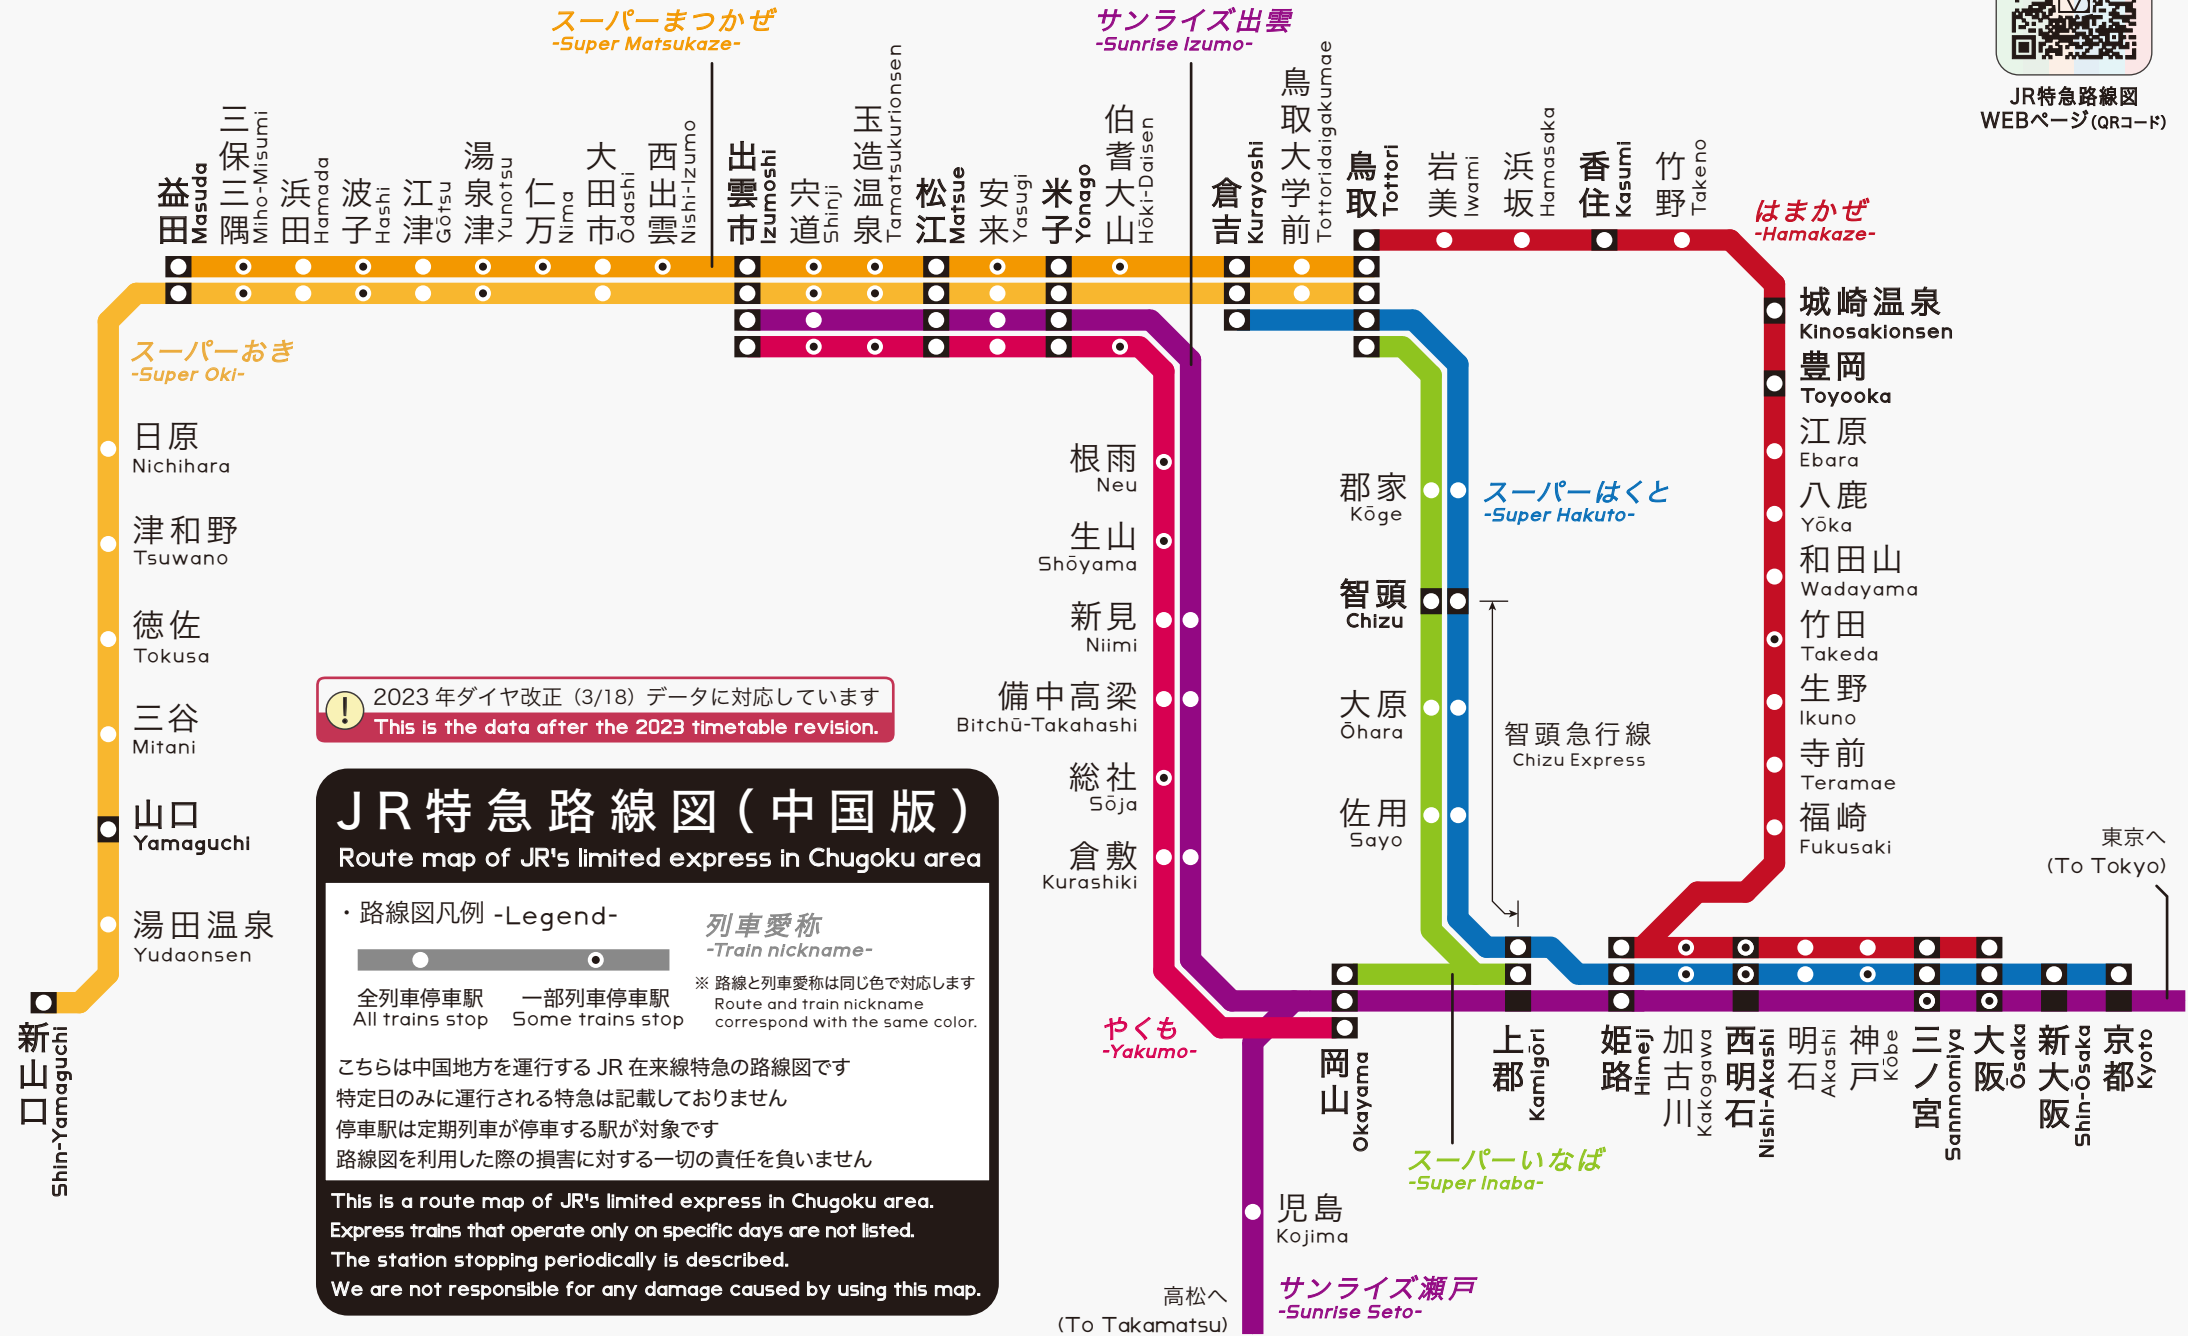 スーパーまつかぜ
-Super Matsukaze-
サンライズ出雲
-Sunrise Izumo-
JR特急路線図
WEBページ(QRコード)
益田
Masuda
三保三隅
Miho-Misumi
浜田
Hamada
波子
Hashi
江津
Gōtsu
湯泉津
Yunotsu
仁万
Nima
大田市
Ōdashi
西出雲
Nishi-Izumo
出雲市
Izumoshi
宍道
Shinji
玉造温泉
Tamatsukurionsen
松江
Matsue
安来
Yasugi
米子
Yonago
伯耆大山
Hōki-Daisen
倉吉
Kurayoshi
鳥取大学前
Tottoridaigakumae
鳥取
Tottori
岩美
Iwami
浜坂
Hamasaka
香住
Kasumi
竹野
Takeno
はまかぜ
-Hamakaze-
城崎温泉
Kinosakionsen
豊岡
Toyooka
江原
Ebara
八鹿
Yōka
和田山
Wadayama
竹田
Takeda
生野
Ikuno
寺前
Teramae
福崎
Fukusaki
東京へ
(To Tokyo)
スーパーおき
-Super Oki-
日原
Nichihara
津和野
Tsuwano
徳佐
Tokusa
三谷
Mitani
山口
Yamaguchi
湯田温泉
Yudaonsen
新山口
Shin-Yamaguchi
根雨
Neu
生山
Shōyama
新見
Niimi
備中高梁
Bitchū-Takahashi
総社
Sōja
倉敷
Kurashiki
郡家
Kōge
智頭
Chizu
大原
Ōhara
佐用
Sayo
スーパーはくと
-Super Hakuto-
智頭急行線
Chizu Express
2023 年ダイヤ改正（3/18）データに対応しています
This is the data after the 2023 timetable revision.
JR特急路線図(中国版)
Route map of JR's limited express in Chugoku area
・路線図凡例 -Legend-
列車愛称
-Train nickname-
全列車停車駅
All trains stop
一部列車停車駅
Some trains stop
※ 路線と列車愛称は同じ色で対応します
Route and train nickname
correspond with the same color.
こちらは中国地方を運行する JR 在来線特急の路線図です
特定日のみに運行される特急は記載しておりません
停車駅は定期列車が停車する駅が対象です
路線図を利用した際の損害に対する一切の責任を負いません
This is a route map of JR's limited express in Chugoku area.
Express trains that operate only on specific days are not listed.
The station stopping periodically is described.
We are not responsible for any damage caused by using this map.
やくも
-Yakumo-
岡山
Okayama
上郡
Kamigōri
姫路
Himeji
加古川
Kakogawa
西明石
Nishi-Akashi
明石
Akashi
神戸
Kōbe
三ノ宮
Sannnomiya
大阪
Ōsaka
新大阪
Shin-Ōsaka
京都
Kyoto
スーパーいなば
-Super Inaba-
児島
Kojima
サンライズ瀬戸
-Sunrise Seto-
高松へ
(To Takamatsu)